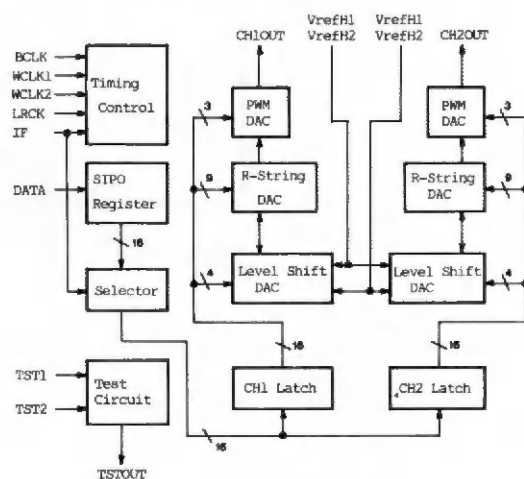 VrefH1 VrefH1
VrefH2 VrefH2
CH1OUT
CH2OUT
BCLK
WCLK1
WCLK2
LRCK
IF
Timing
Control
PWM
DAC
3
PWM
DAC
3
DATA
SIPO
Register
R-String
DAC
9
R-String
DAC
9
16
Selector
Level Shift
DAC
4
Level Shift
DAC
4
16
16
TST1
TST2
Test
Circuit
CH1 Latch
CH2 Latch
16
TSTOUT